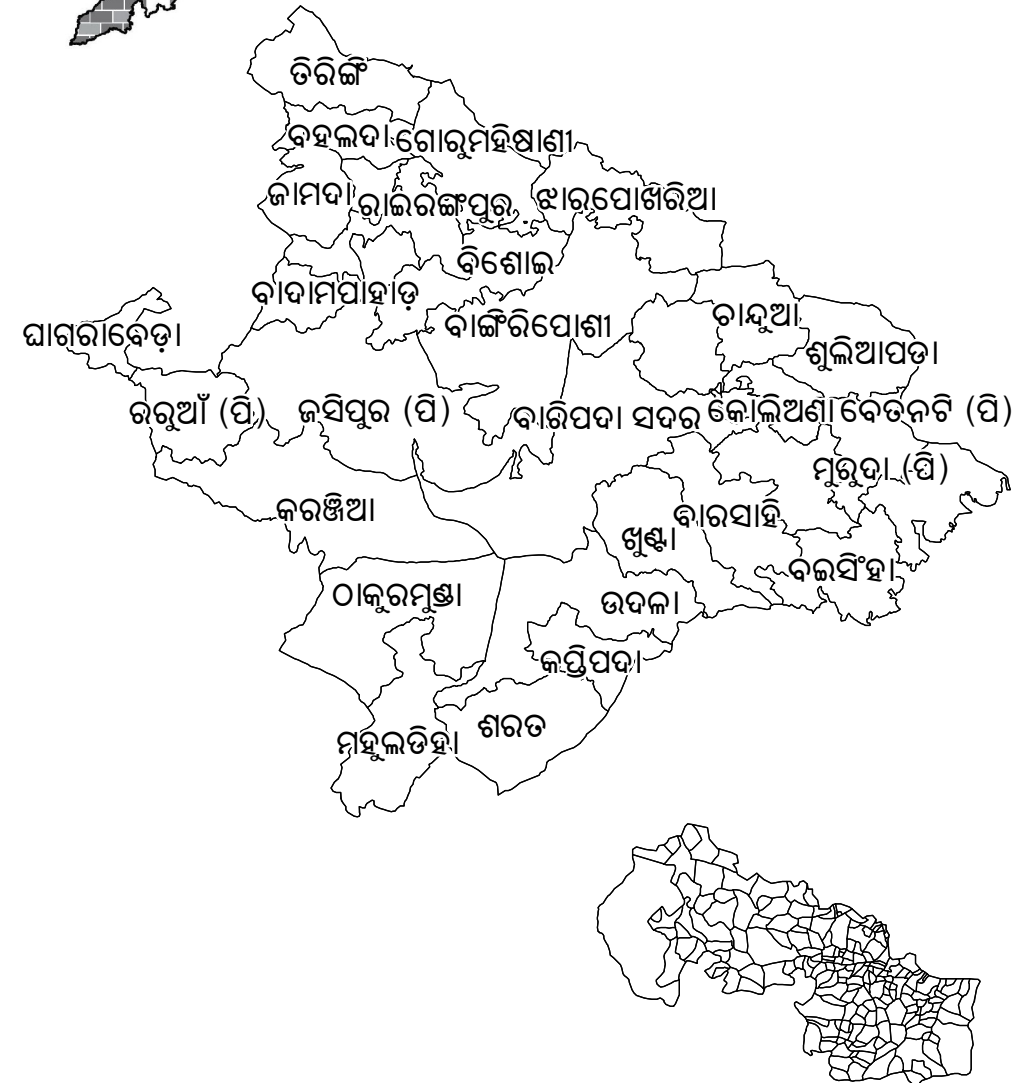 ତିରିଙ୍ଗି
ବହଲଦା
ଗୋରୁମହିଷାଣୀ
ଜାମଦା
ରାଇରଙ୍ଗପୁର
ଝାରପୋଖରିଆ
ବିଶୋଇ
ବାଦାମପାହାଡ଼
ଚାନ୍ଦୁଆ
ଘାଗରାବେଡ଼ା
ବାଙ୍ଗିରିପୋଶୀ
ଶୁଲିଆପଡା
ରରୁଆଁ (ପି)
ଜସିପୁର (ପି)
ବାରିପଦା ସଦର
କୋଲିଅଣା
ବେତନଟି (ପି)
ମୁରୁଦା (ପି)
କରଞ୍ଜିଆ
ବାରସାହି
ଖୁଣ୍ଟା
ବଇସିଂହା
ଠାକୁରମୁଣ୍ଡା
ଉଦଳା
କପ୍ତିପଦା
ଶରତ
ମହୁଲଡିହା